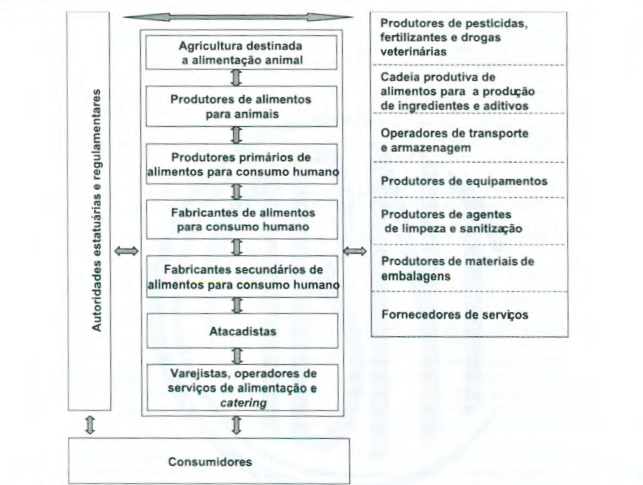 Autoridades estatuárias e regulamentares
Agricultura destinada
a alimentação animal
Produtores de alimentos
para animais
Produtores primários de
alimentos para consumo humano
Fabricantes de alimentos
para consumo humano
Fabricantes secundários de
alimentos para consumo humano
Atacadistas
Varejistas, operadores de
serviços de alimentação e
catering
Produtores de pesticidas,
fertilizantes e drogas
veterinárias
Cadeia produtiva de
alimentos para a produção
de ingredientes e aditivos
Operadores de transporte
e armazenagem
Produtores de equipamentos
Produtores de agentes
de limpeza e sanitização
Produtores de materiais de
embalagens
Fornecedores de serviços
Consumidores